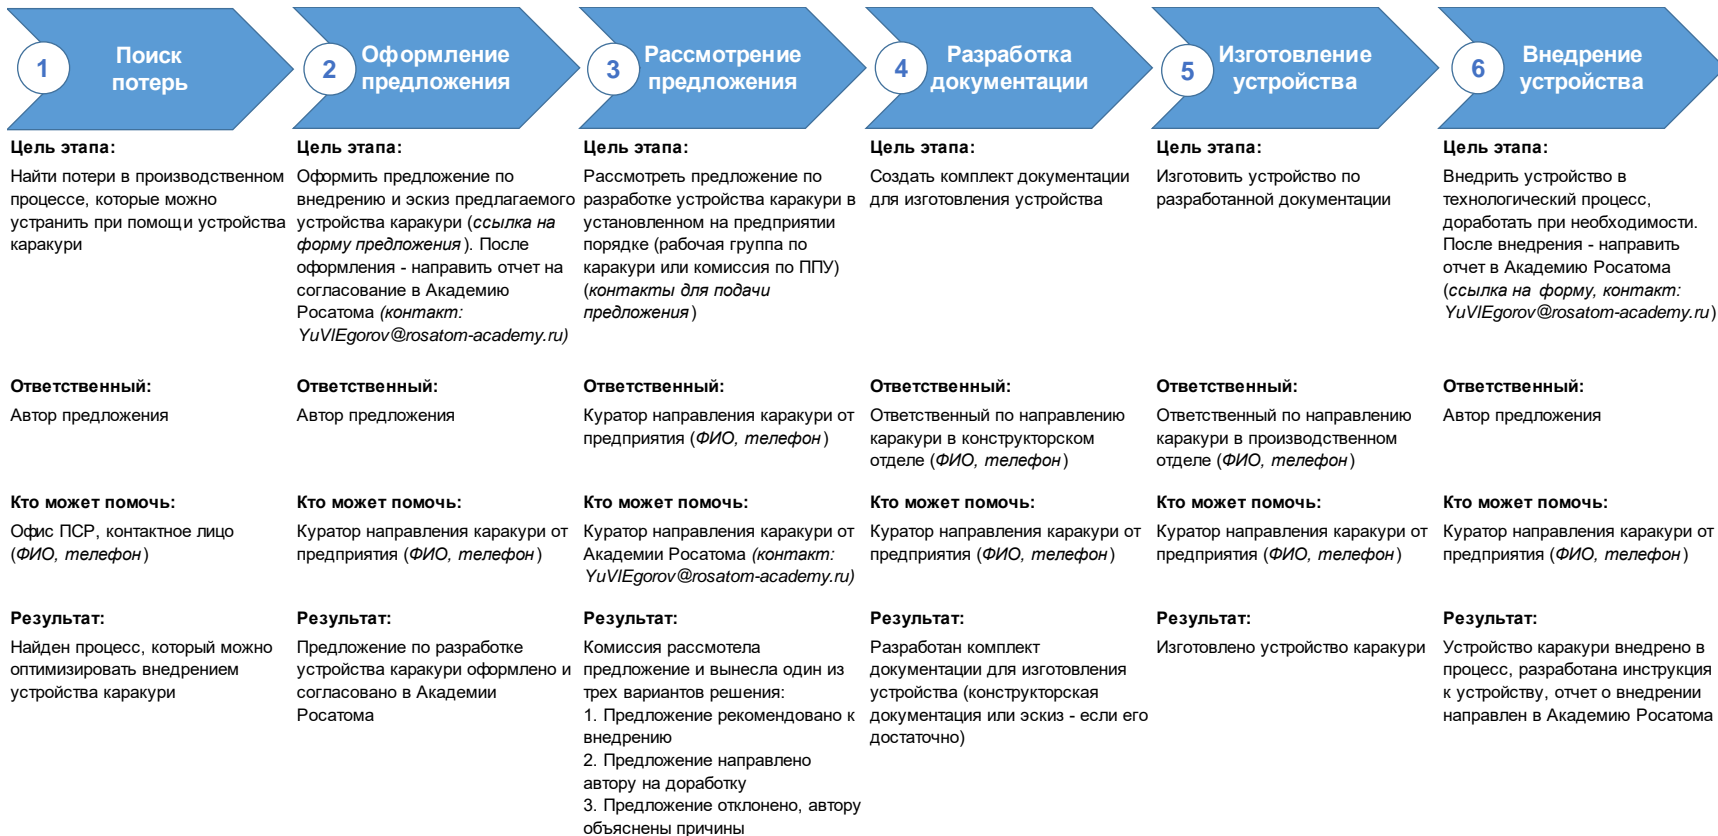 1
Поиск
потерь
2
Оформление
предложения
3
Рассмотрение
предложения
4
Разработка
документации
5
Изготовление
устройства
6
Внедрение
устройства
Цель этапа:
Найти потери в производственном
процессе, которые можно
устранить при помощи устройства
каракури
Цель этапа:
Оформить предложение по
внедрению и эскиз предлагаемого
устройства каракури (ссылка на
форму предложения). После
оформления - направить отчет на
согласование в Академию
Росатома (контакт:
YuVlEgorov@rosatom-academy.ru)
Цель этапа:
Рассмотреть предложение по
разработке устройства каракури в
установленном на предприятии
порядке (рабочая группа по
каракури или комиссия по ППУ)
(контакты для подачи
предложения)
Цель этапа:
Создать комплект документации
для изготовления устройства
Цель этапа:
Изготовить устройство по
разработанной документации
Цель этапа:
Внедрить устройство в
технологический процесс,
доработать при необходимости.
После внедрения - направить
отчет в Академию Росатома
(ссылка на форму, контакт:
YuVlEgorov@rosatom-academy.ru)
Ответственный:
Автор предложения
Ответственный:
Автор предложения
Ответственный:
Куратор направления каракури от
предприятия (ФИО, телефон)
Ответственный:
Ответственный по направлению
каракури в конструкторском
отделе (ФИО, телефон)
Ответственный:
Ответственный по направлению
каракури в производственном
отделе (ФИО, телефон)
Ответственный:
Автор предложения
Кто может помочь:
Офис ПСР, контактное лицо
(ФИО, телефон)
Кто может помочь:
Куратор направления каракури от
предприятия (ФИО, телефон)
Кто может помочь:
Куратор направления каракури от
Академии Росатома (контакт:
YuVlEgorov@rosatom-academy.ru)
Кто может помочь:
Куратор направления каракури от
предприятия (ФИО, телефон)
Кто может помочь:
Куратор направления каракури от
предприятия (ФИО, телефон)
Кто может помочь:
Куратор направления каракури от
предприятия (ФИО, телефон)
Результат:
Найден процесс, который можно
оптимизировать внедрением
устройства каракури
Результат:
Предложение по разработке
устройства каракури оформлено и
согласовано в Академии
Росатома
Результат:
Комиссия рассмотела
предложение и вынесла один из
трех вариантов решения:
1. Предложение рекомендовано к
внедрению
2. Предложение направлено
автору на доработку
3. Предложение отклонено, автору
объяснены причины
Результат:
Разработан комплект
документации для изготовления
устройства (конструкторская
документация или эскиз - если его
достаточно)
Результат:
Изготовлено устройство каракури
Результат:
Устройство каракури внедрено в
процесс, разработана инструкция
к устройству, отчет о внедрении
направлен в Академию Росатома